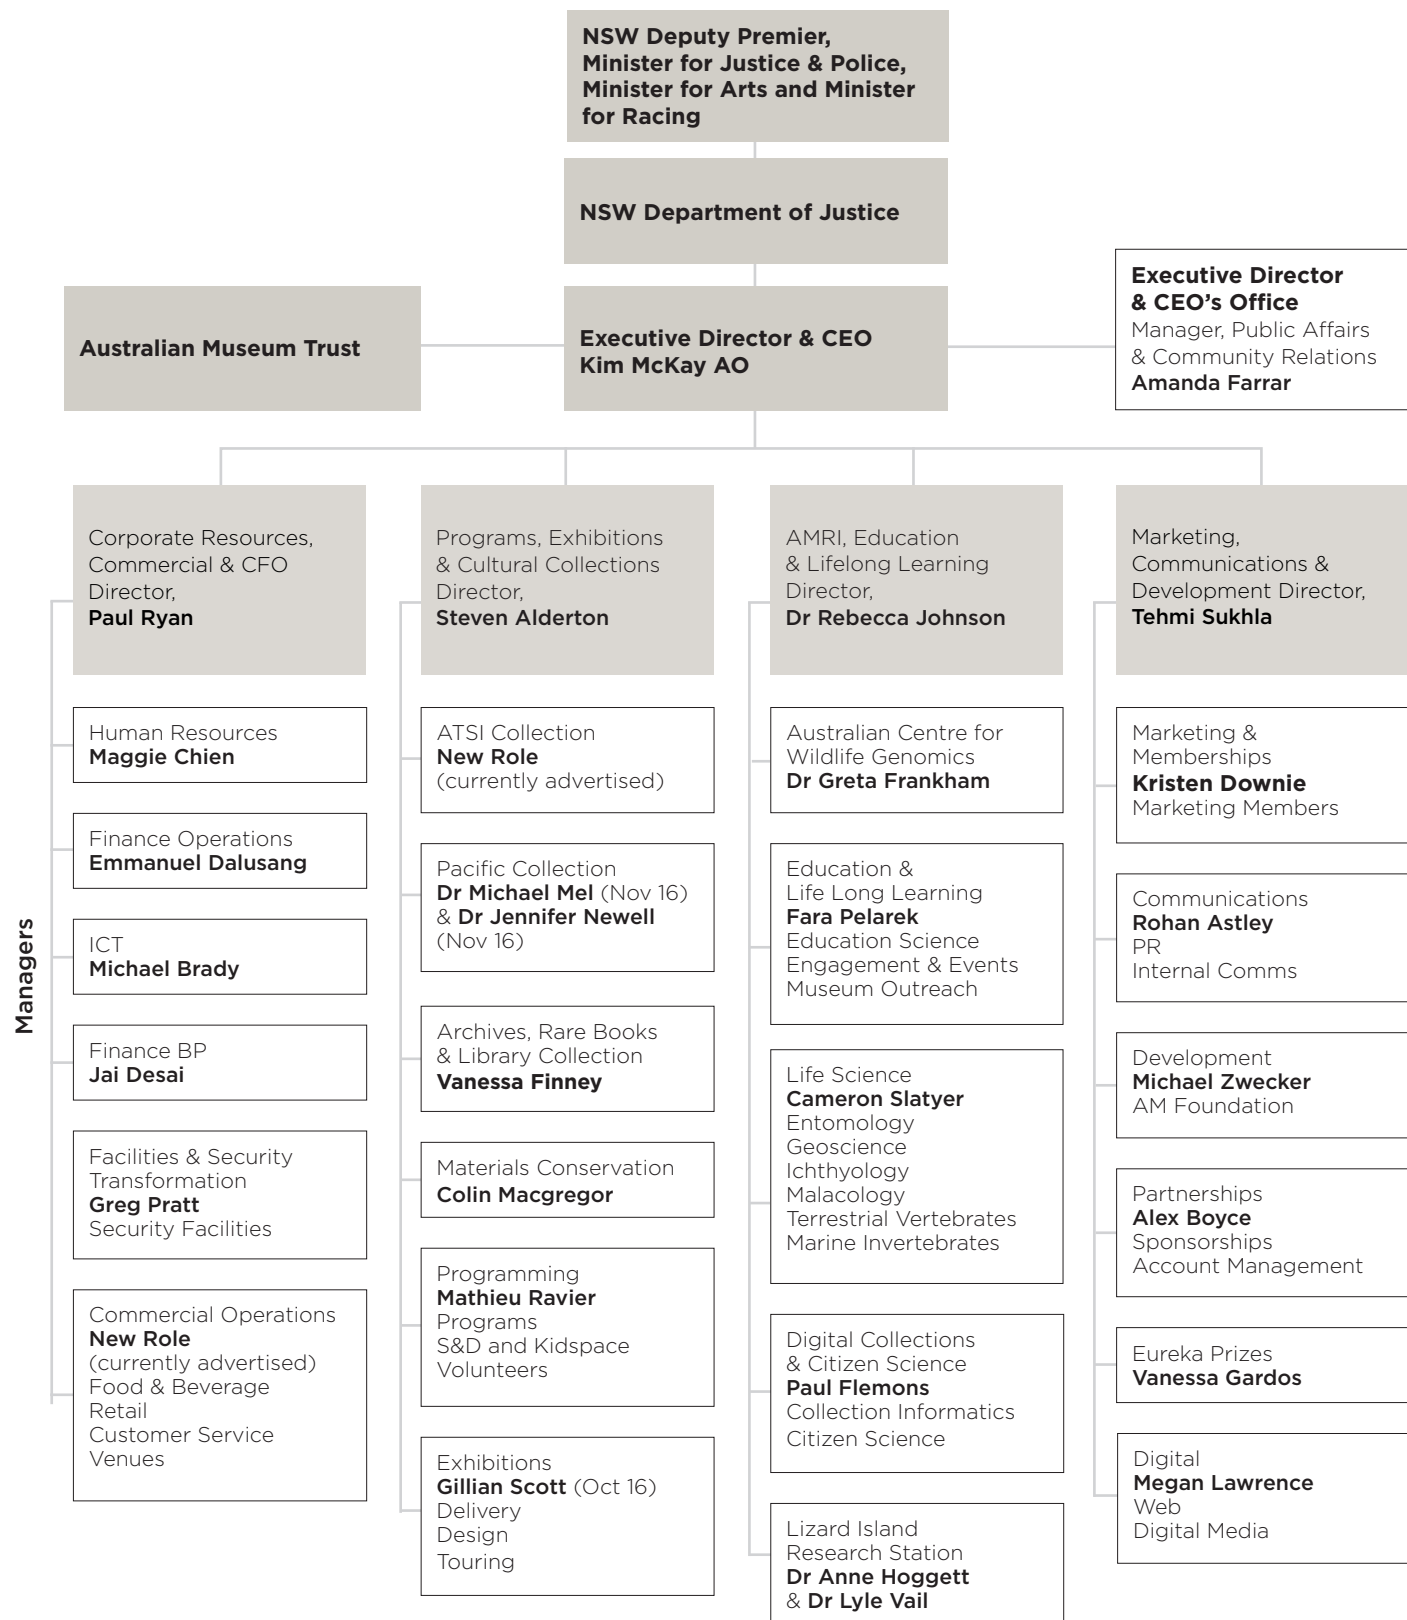 NSW Deputy Premier,
Minister for Justice & Police,
Minister for Arts and Minister
for Racing
NSW Department of Justice
Australian Museum Trust
Executive Director & CEO
Kim McKay AO
Executive Director
& CEO’s Office
Manager, Public Affairs
& Community Relations
Amanda Farrar
Managers
Corporate Resources,
Commercial & CFO
Director,
Paul Ryan
Human Resources
Maggie Chien
Finance Operations
Emmanuel Dalusang
ICT
Michael Brady
Finance BP
Jai Desai
Facilities & Security
Transformation
Greg Pratt
Security Facilities
Commercial Operations
New Role
(currently advertised)
Food & Beverage
Retail
Customer Service
Venues
Programs, Exhibitions
& Cultural Collections
Director,
Steven Alderton
ATSI Collection
New Role
(currently advertised)
Pacific Collection
Dr Michael Mel (Nov 16)
& Dr Jennifer Newell
(Nov 16)
Archives, Rare Books
& Library Collection
Vanessa Finney
Materials Conservation
Colin Macgregor
Programming
Mathieu Ravier
Programs
S&D and Kidspace
Volunteers
Exhibitions
Gillian Scott (Oct 16)
Delivery
Design
Touring
AMRI, Education
& Lifelong Learning
Director,
Dr Rebecca Johnson
Australian Centre for
Wildlife Genomics
Dr Greta Frankham
Education &
Life Long Learning
Fara Pelarek
Education Science
Engagement & Events
Museum Outreach
Life Science
Cameron Slatyer
Entomology
Geoscience
Ichthyology
Malacology
Terrestrial Vertebrates
Marine Invertebrates
Digital Collections
& Citizen Science
Paul Flemons
Collection Informatics
Citizen Science
Lizard Island
Research Station
Dr Anne Hoggett
& Dr Lyle Vail
Marketing,
Communications &
Development Director,
Tehmi Sukhla
Marketing &
Memberships
Kristen Downie
Marketing Members
Communications
Rohan Astley
PR
Internal Comms
Development
Michael Zwecker
AM Foundation
Partnerships
Alex Boyce
Sponsorships
Account Management
Eureka Prizes
Vanessa Gardos
Digital
Megan Lawrence
Web
Digital Media